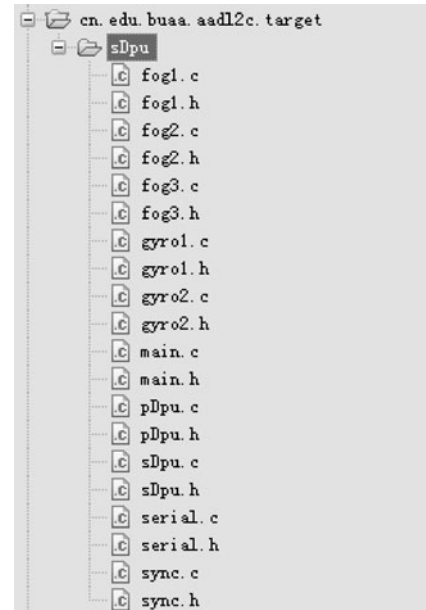 cn.edu.buaa.aadl2c.target
sDpu
fog1.c
fog1.h
fog2.c
fog2.h
fog3.c
fog3.h
gyro1.c
gyro1.h
gyro2.c
gyro2.h
main.c
main.h
pDpu.c
pDpu.h
sDpu.c
sDpu.h
serial.c
serial.h
sync.c
sync.h